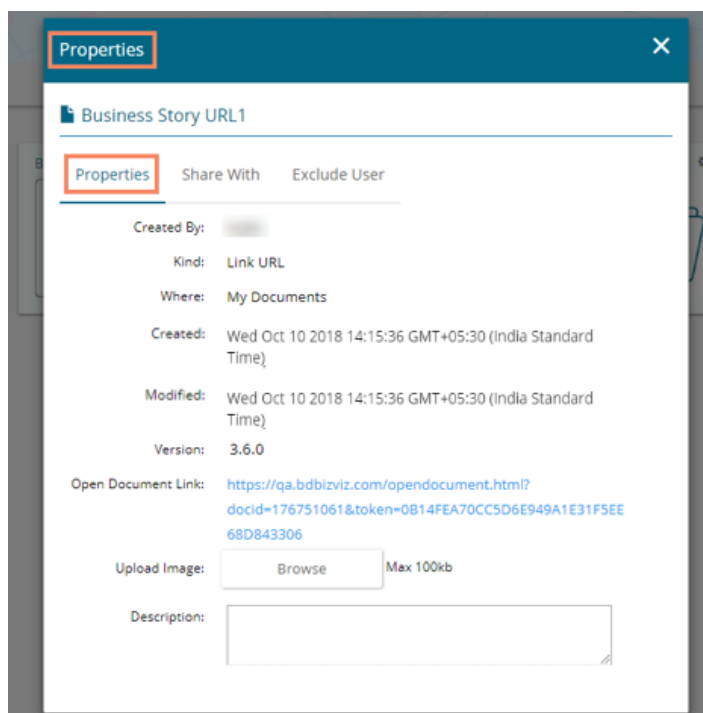 Properties
Business Story URL1
Properties Share With Exclude User
Created By:
Kind: Link URL
Where: My Documents
Created: Wed Oct 10 2018 14:15:36 GMT+05:30 (India Standard
Time)
Modified: Wed Oct 10 2018 14:15:36 GMT+05:30 (India Standard
Time)
Version: 3.6.0
Open Document Link: https://qa.bdbizviz.com/opendocument.html?
docid=176751061&token=0B14FEA70CC5D6E949A1E31F5EE
68D843306
Upload Image: Browse Max 100kb
Description: